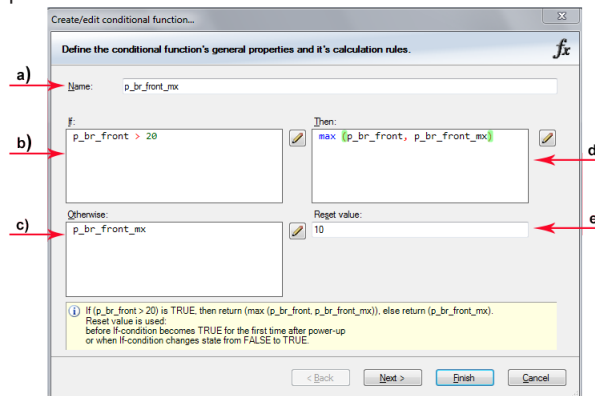 Create/edit conditional function...
Define the conditional function's general properties and it's calculation rules.
fx
a)
Name: p_br_front_mx
If:
Then:
b)
p_br_front > 20
max (p_br_front, p_br_front_mx)
d
Otherwise:
Reset value:
c)
p_br_front_mx
10
e
If (p_br_front > 20) is TRUE, then return (max (p_br_front, p_br_front_mx)), else return (p_br_front_mx).
Reset value is used:
before If-condition becomes TRUE for the first time after power-up
or when If-condition changes state from FALSE to TRUE.
< Back Next > Finish Cancel